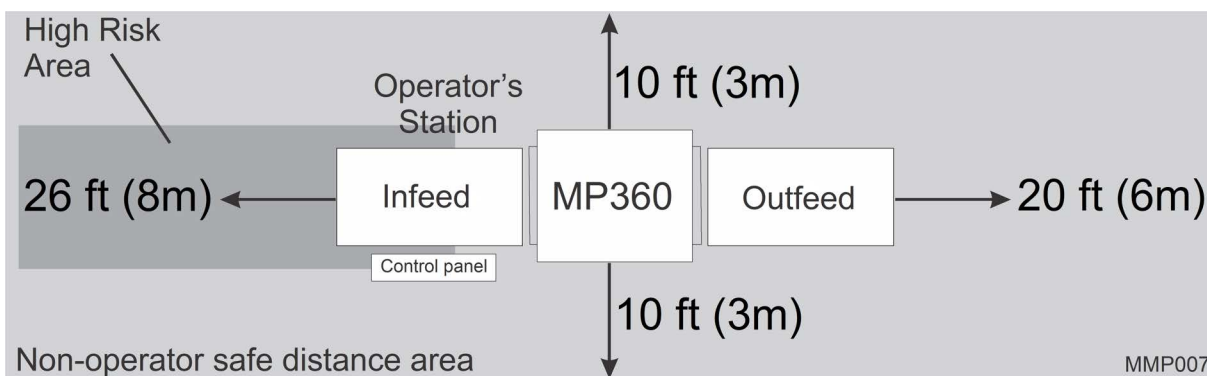 High Risk
Area
Operator’s
Station
10 ft (3m)
26 ft (8m)
Infeed
MP360
Outfeed
20 ft (6m)
Control panel
10 ft (3m)
Non-operator safe distance area
MMP007